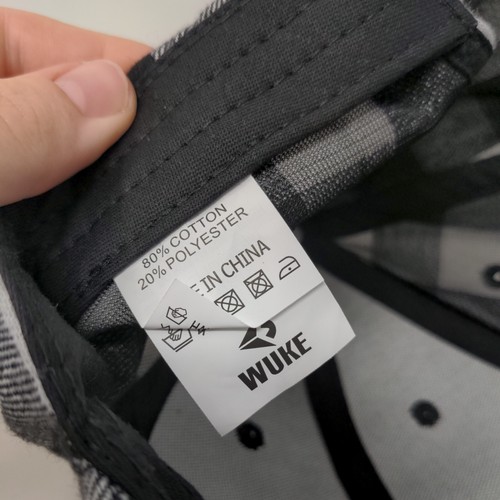 80% COTTON
20% POLYESTER
E IN CHINA
WUKE